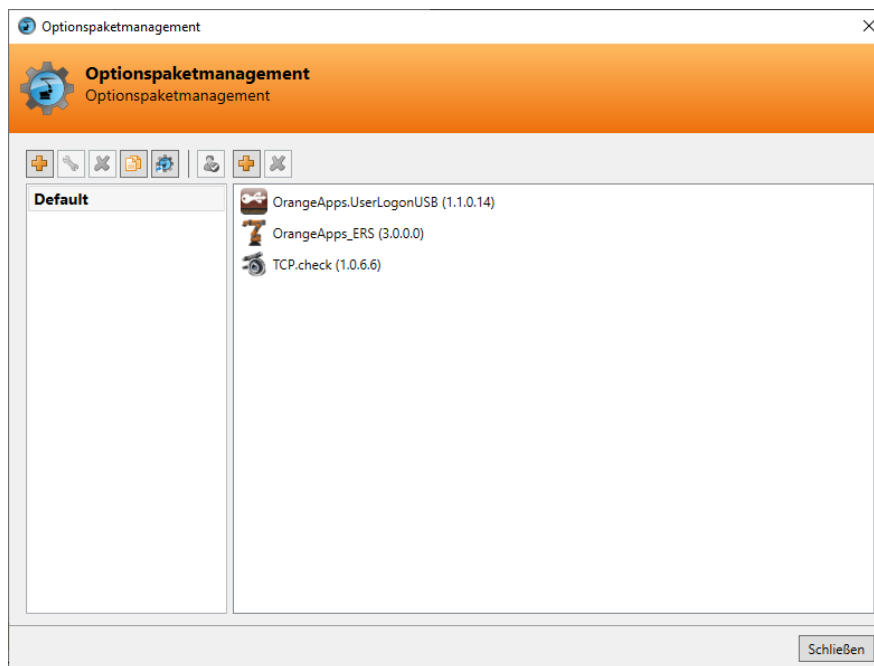 Optionspaketmanagement
Optionspaketmanagement
Optionspaketmanagement
Default
OrangeApps.UserLogonUSB (1.1.0.14)
OrangeApps_ERS (3.0.0.0)
TCP.check (1.0.6.6)
Schließen